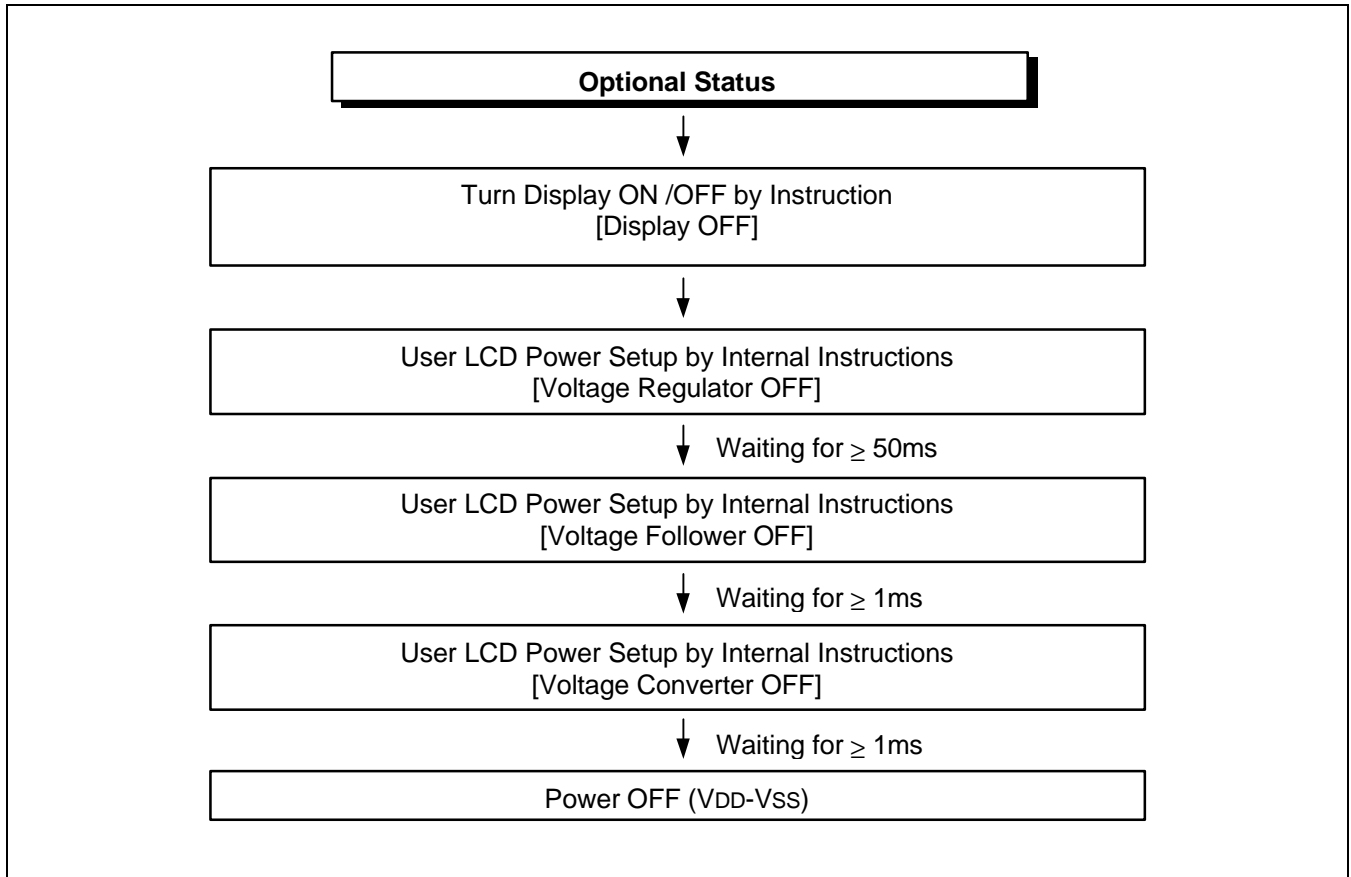 Optional Status
Turn Display ON /OFF by Instruction
[Display OFF]
User LCD Power Setup by Internal Instructions
[Voltage Regulator OFF]
Waiting for ≥ 50ms
User LCD Power Setup by Internal Instructions
[Voltage Follower OFF]
Waiting for ≥ 1ms
User LCD Power Setup by Internal Instructions
[Voltage Converter OFF]
Waiting for ≥ 1ms
Power OFF (VDD-VSS)